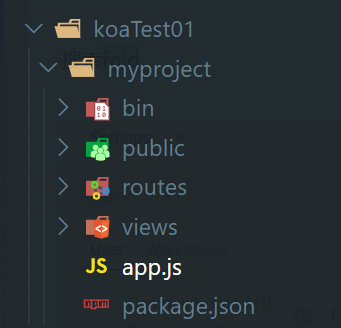 koaTest01
myproject
bin
public
routes
views
JS app.js
package.json